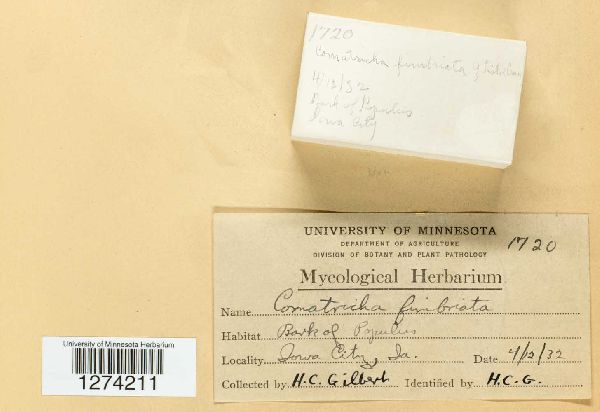 1720
Comatricha fimbriata G Lister
4/12/32
Bark of Populus
Iowa City
UNIVERSITY OF MINNESOTA 1720
DEPARTMENT OF AGRICULTURE
DIVISION OF BOTANY AND PLANT PATHOLOGY
Mycological Herbarium
Name Comatricha fimbriata
Habitat Bark of Populus
Locality Iowa City, Ia. Date 4/12/32
Collected by H.C. Gilbert Identified by H.C.G.
University of Minnesota Herbarium
1274211